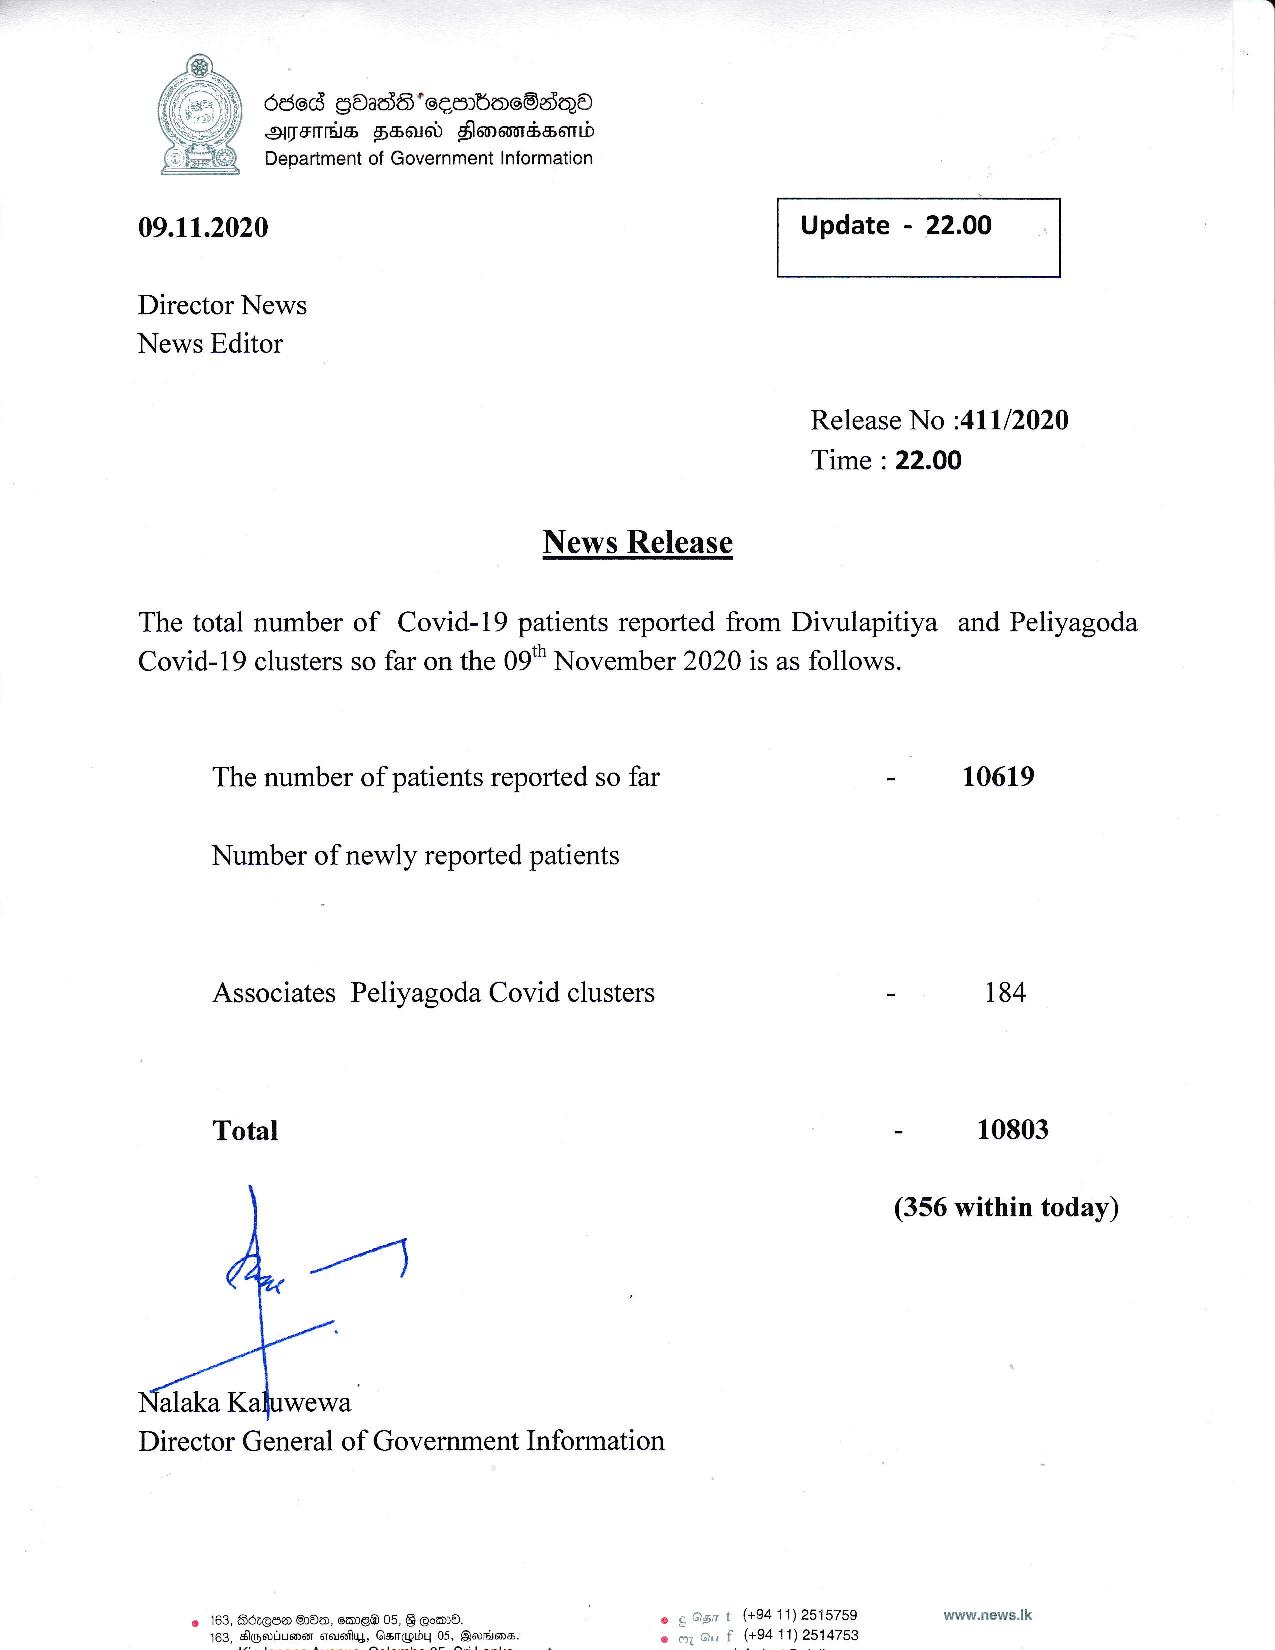 රජයේ ප්‍රවෘත්ති දෙපාර්තමේන්තුව
அரசாங்க தகவல் திணைக்களம்
Department of Government Information
09.11.2020
Update - 22.00
Director News
News Editor
Release No :411/2020
Time : 22.00
News Release
The total number of Covid-19 patients reported from Divulapitiya and Peliyagoda
Covid-19 clusters so far on the 09th November 2020 is as follows.
The number of patients reported so far - 10619
Number of newly reported patients
Associates Peliyagoda Covid clusters - 184
Total - 10803
(356 within today)
Nalaka Kaluwewa
Director General of Government Information
163, කිරුලපන මාවත, කොළඹ 05, ශ්‍රී ලංකාව.
163, கிருலப்பனை எவனியூ, கொழும்பு 05, இலங்கை.
දු தொ t (+94 11) 2515759
ෆැ பெ f (+94 11) 2514753
www.news.lk